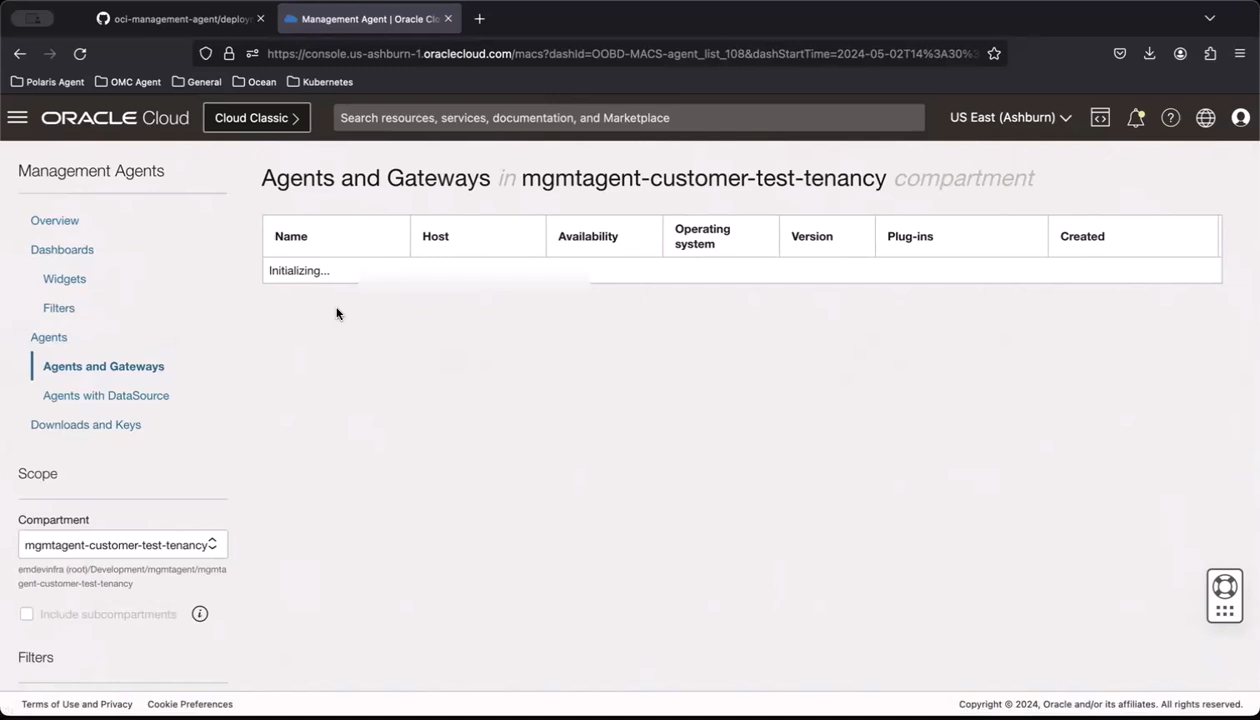 oci-management-agent/deploy
Management Agent | Oracle Clo
https://console.us-ashburn-1.oraclecloud.com/macs?dashId=OOBD-MACS-agent_list_108&dashStartTime=2024-05-02T14%3A30%3
Polaris Agent
OMC Agent
General
Ocean
Kubernetes
ORACLE Cloud
Cloud Classic
Search resources, services, documentation, and Marketplace
US East (Ashburn)
Management Agents
Overview
Dashboards
Widgets
Filters
Agents
Agents and Gateways
Agents with DataSource
Downloads and Keys
Scope
Compartment
mgmtagent-customer-test-tenancy
emdevinfra (root)/Development/mgmtagent/mgmta
gent-customer-test-tenancy
Include subcompartments
Filters
Agents and Gateways in mgmtagent-customer-test-tenancy compartment
Name Host Availability Operating system Version Plug-ins Created
Initializing...
Terms of Use and Privacy Cookie Preferences
Copyright © 2024, Oracle and/or its affiliates. All rights reserved.